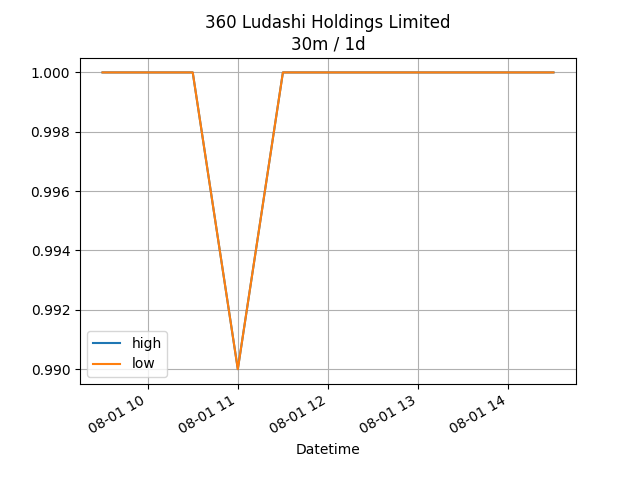 360 Ludashi Holdings Limited
30m / 1d
1.000
0.998
0.996
0.994
0.992
0.990
high
low
08-01 10
08-01 11
08-01 12
08-01 13
08-01 14
Datetime